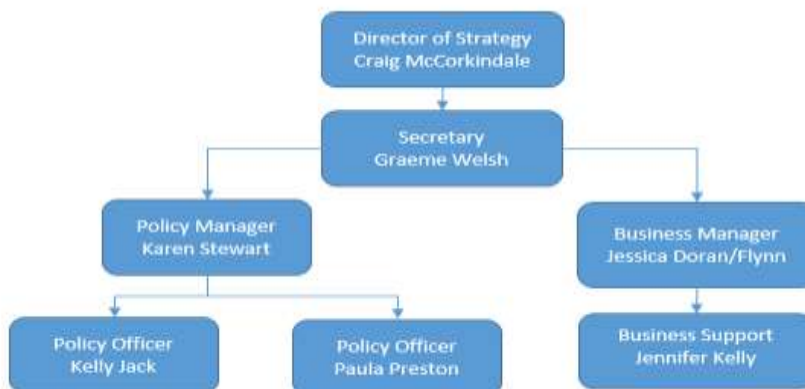 Director of Strategy
Craig McCorkindale
Secretary
Graeme Welsh
Policy Manager
Karen Stewart
Business Manager
Jessica Doran/Flynn
Policy Officer
Kelly Jack
Policy Officer
Paula Preston
Business Support
Jennifer Kelly